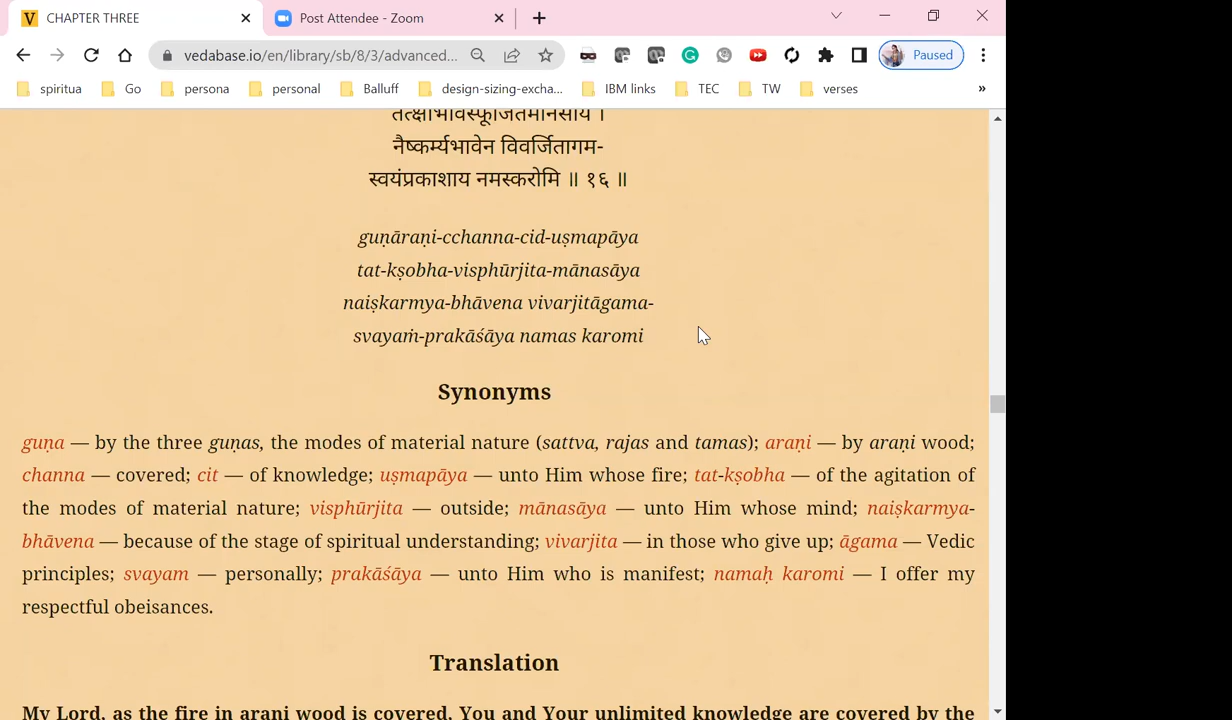 CHAPTER THREE
Post Attendee - Zoom
vedabase.io/en/library/sb/8/3/advanced...
Paused
spiritua
Go
persona
personal
Balluff
design-sizing-excha...
IBM links
TEC
TW
verses
»
तत्क्षोभविस्फूर्जितमानसाय ।
नैष्कर्म्यभावेन विवर्जितागम-
स्वयंप्रकाशाय नमस्करोमि ॥ १६ ॥
guṇāraṇi-cchanna-cid-uṣmapāya
tat-kṣobha-visphūrjita-mānasāya
naiṣkarmya-bhāvena vivarjitāgama-
svayaṁ-prakāśāya namas karomi
Synonyms
guṇa — by the three guṇas, the modes of material nature (sattva, rajas and tamas); araṇi — by araṇi wood;
channa — covered; cit — of knowledge; uṣmapāya — unto Him whose fire; tat-kṣobha — of the agitation of
the modes of material nature; visphūrjita — outside; mānasāya — unto Him whose mind; naiṣkarmya-
bhāvena — because of the stage of spiritual understanding; vivarjita — in those who give up; āgama — Vedic
principles; svayam — personally; prakāśāya — unto Him who is manifest; namaḥ karomi — I offer my
respectful obeisances.
Translation
My Lord, as the fire in araṇi wood is covered, You and Your unlimited knowledge are covered by the